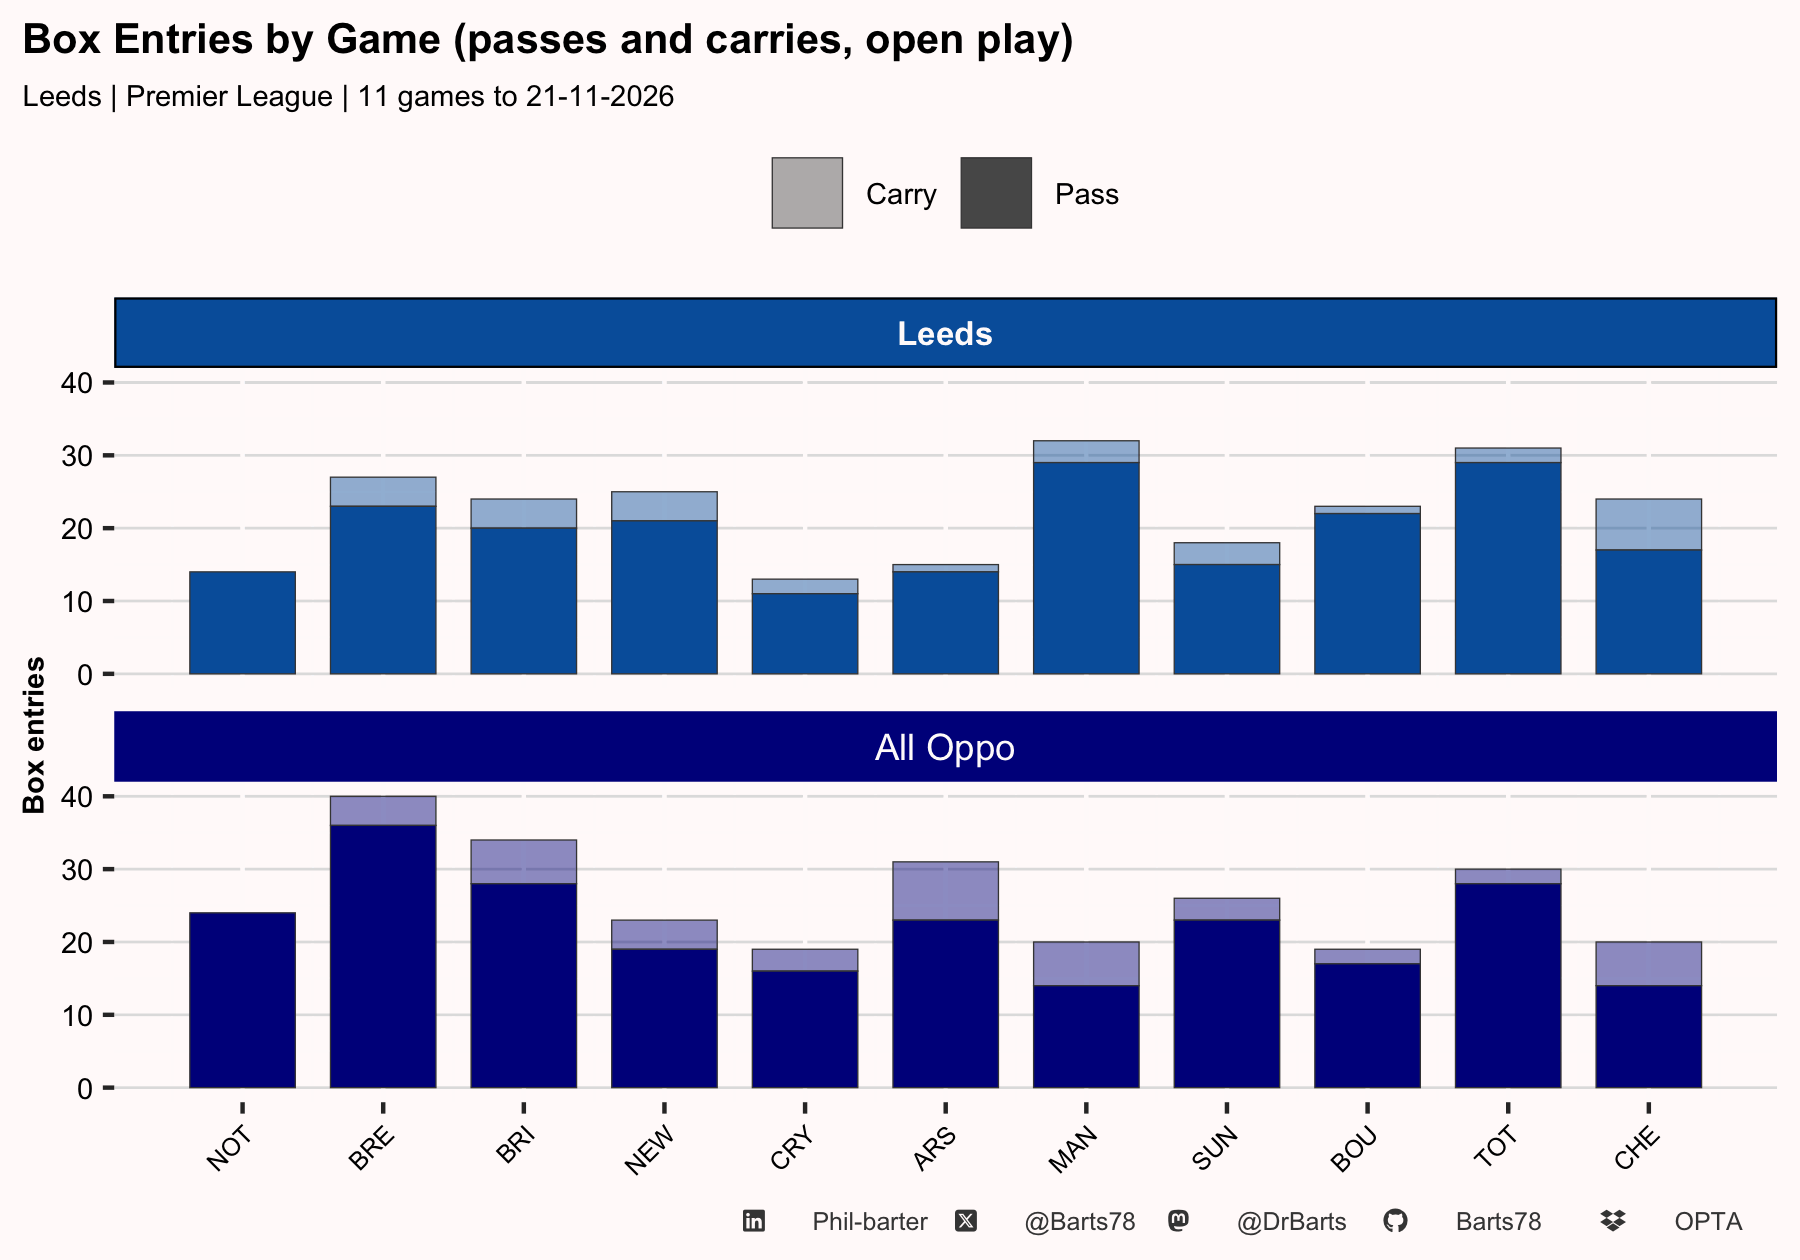 Box Entries by Game (passes and carries, open play)
Leeds | Premier League | 11 games to 21-11-2026
Carry Pass
Leeds
40
30
20
10
0
Box entries
All Oppo
40
30
20
10
0
NOT BRE BRI NEW CRY ARS MAN SUN BOU TOT CHE
Phil-barter @Barts78 @DrBarts Barts78 OPTA